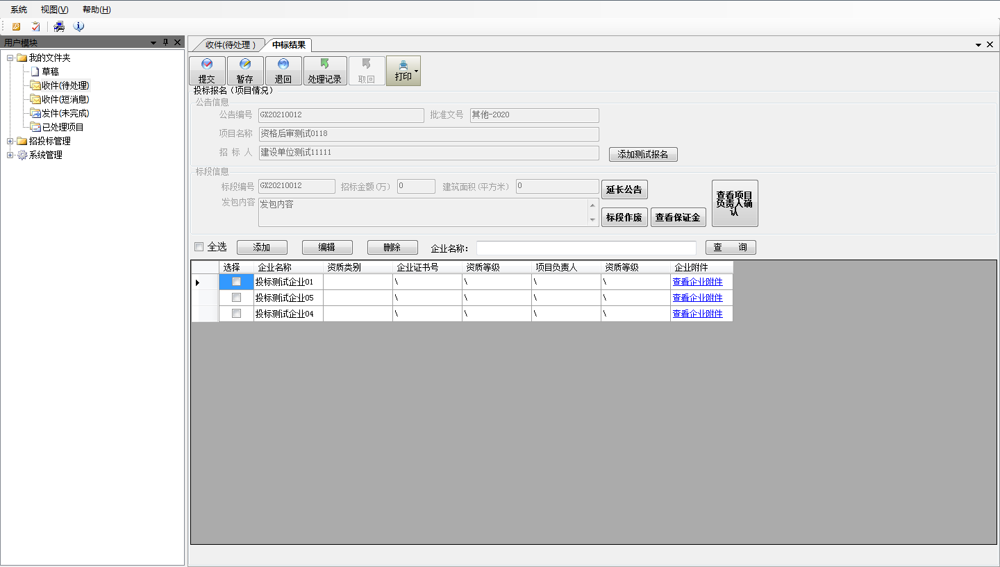 系统 视图(V) 帮助(H)
用户模块
我的文件夹
草稿
收件(待处理)
收件(短消息)
发件(未完成)
已处理项目
招投标管理
系统管理
收件(待处理 ) 中标结果
提交 暂存 退回 处理记录 取回 打印
投标报名（项目情况）
公告信息
公告编号 GX20210012 批准文号 其他-2020
项目名称 资格后审测试0118
招 标 人 建设单位测试11111 添加测试报名
标段信息
标段编号 GX20210012 招标金额(万) 0 建筑面积(平方米) 0 延长公告
发包内容 发包内容
标段作废 查看保证金
查看项目
负责人确
认
全选 添加 编辑 删除 企业名称: 查 询
选择 企业名称 资质类别 企业证书号 资质等级 项目负责人 资质等级 企业附件
投标测试企业01 \ \ \ \ 查看企业附件
投标测试企业05 \ \ \ \ 查看企业附件
投标测试企业04 \ \ \ \ 查看企业附件